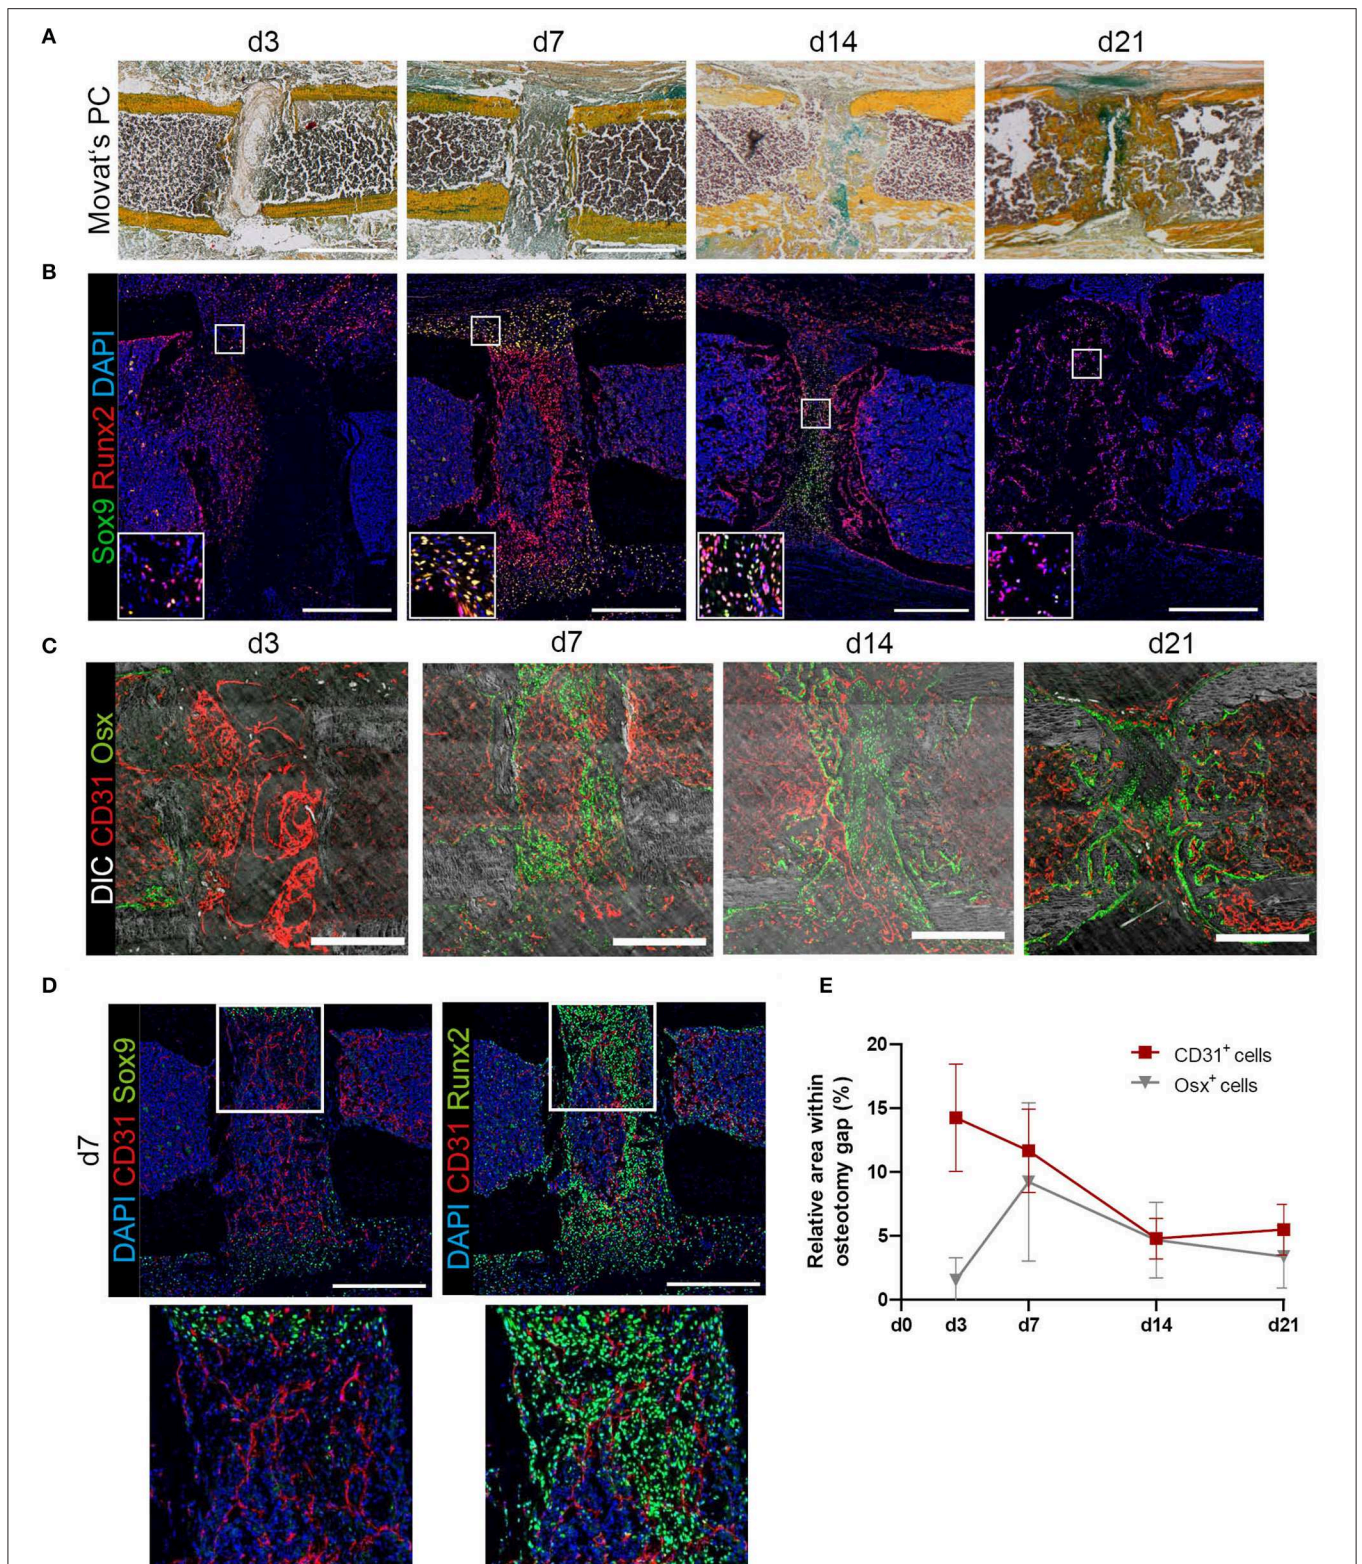 A
d3 d7 d14 d21
Movat's PC
B
Sox9 Runx2 DAPI
C
d3 d7 d14 d21
DIC CD31 Osx
D
d7
DAPI CD31 Sox9
DAPI CD31 Runx2
E
Relative area within
osteotomy gap (%)
20
15
10
5
0
CD31+ cells
Osx+ cells
d0 d3 d7 d14 d21